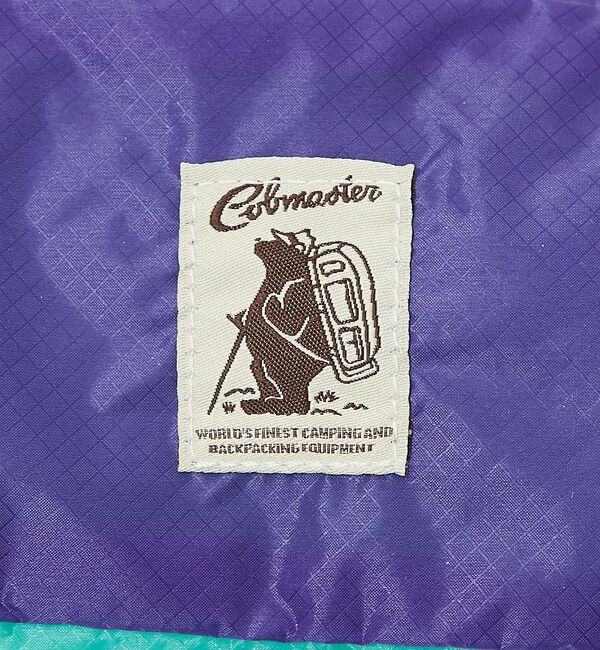 Cobmaster
WORLD'S FINEST CAMPING AND
BACKPACKING EQUIPMENT